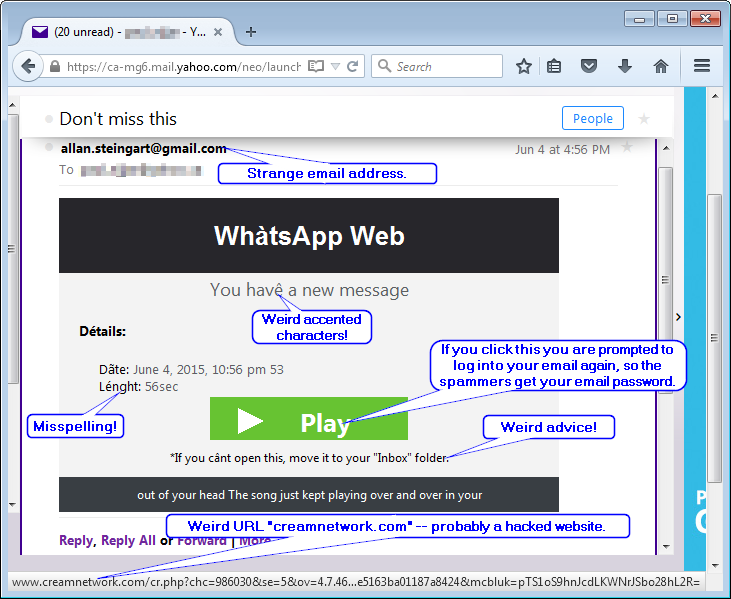 (20 unread) - - Y...
https://ca-mg6.mail.yahoo.com/neo/launch
Search
Don't miss this
People
allan.steingart@gmail.com
Jun 4 at 4:56 PM
Strange email address.
To
WhàtsApp Web
You havê a new message
Weird accented
characters!
Détails:
If you click this you are prompted to
log into your email again, so the
spammers get your email password.
Dâte: June 4, 2015, 10:56 pm 53
Lénght: 56sec
Misspelling!
Play
Weird advice!
*If you cânt open this, move it to your "Inbox" folder.
out of your head The song just kept playing over and over in your
Weird URL "creamnetwork.com" -- probably a hacked website.
Reply, Reply All or Forward | More
www.creamnetwork.com/cr.php?chc=986030&se=5&ov=4.7.46...e5163ba01187a8424&mcbluk=pTS1oS9hnJcdLKWNrJSbo28hL2R=